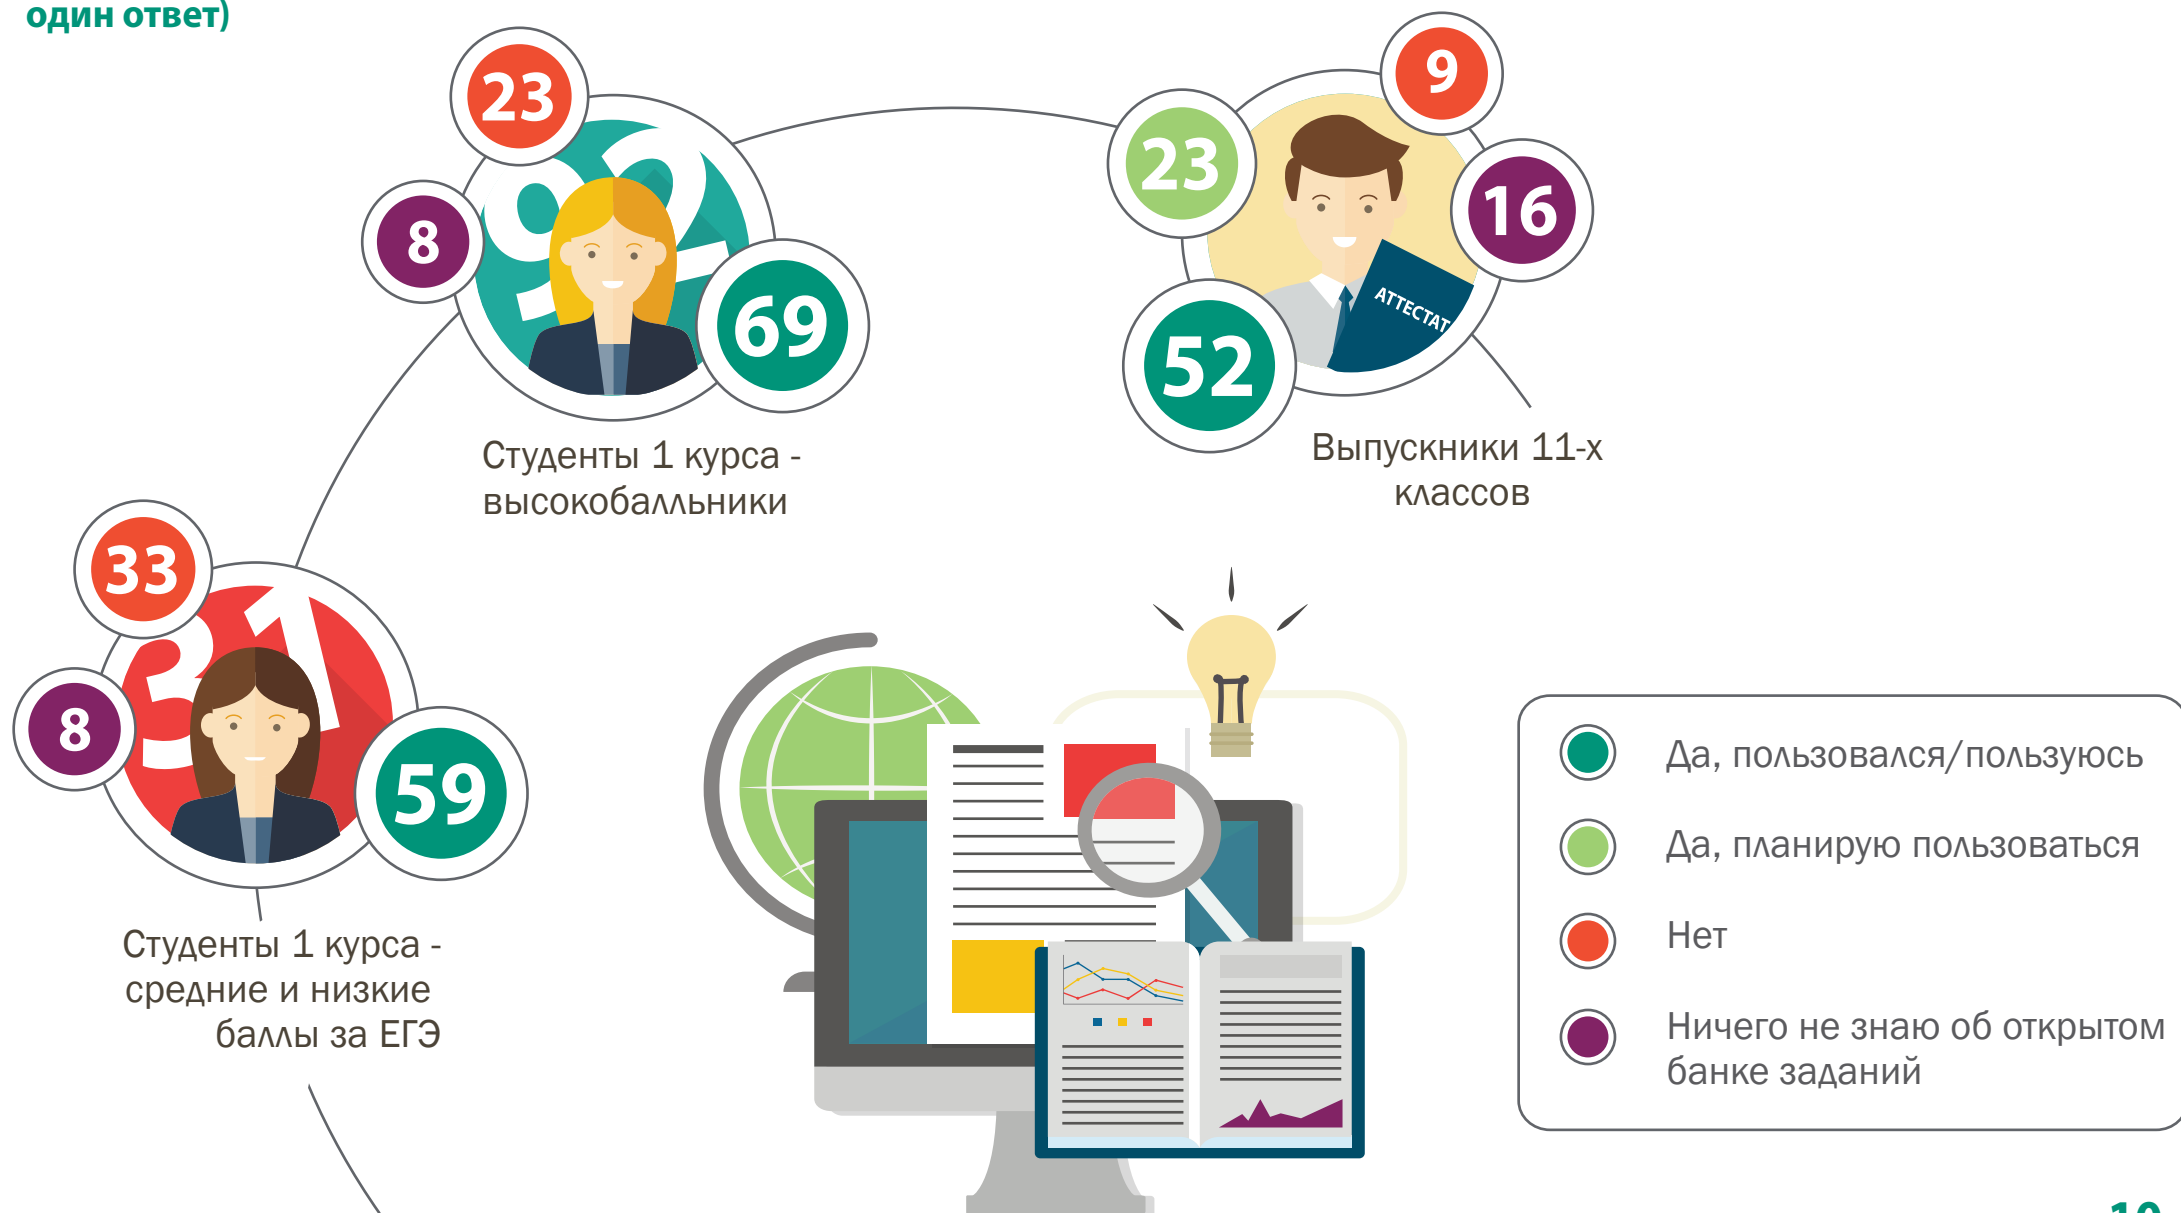 один ответ)
23
92
8
69
Студенты 1 курса -
высокобалльники
9
23
16
АТТЕСТАТ
52
Выпускники 11-х
классов
33
31
8
59
Студенты 1 курса -
средние и низкие
баллы за ЕГЭ
Да, пользовался/пользуюсь
Да, планирую пользоваться
Нет
Ничего не знаю об открытом
банке заданий